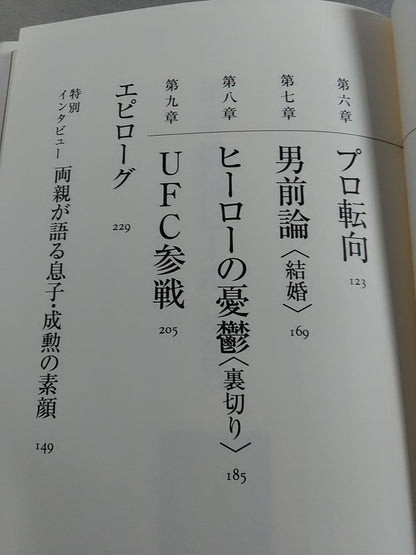 第六章 プロ転向 123
第七章 男前論〈結婚〉 169
第八章 ヒーローの憂鬱〈裏切り〉 185
第九章 UFC参戦 205
エピローグ 229
特別インタビュー 両親が語る息子・成勲の素顔 149